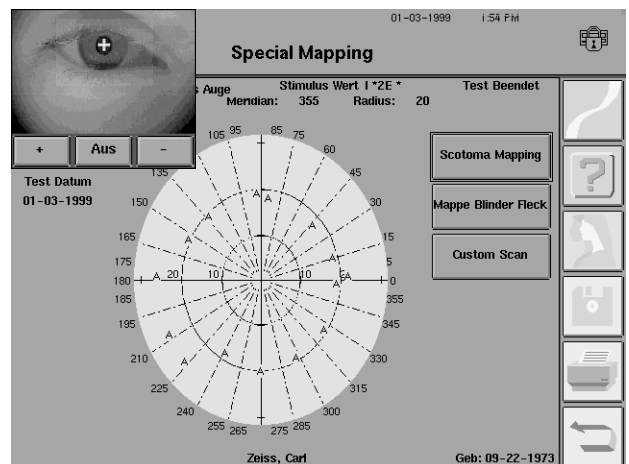 01-03-1999 1:54 PM
Special Mapping
s Auge Stimulus Wert I *2E * Test Beendet
Meridian: 355 Radius: 20
+ Aus -
Test Datum
01-03-1999
Scotoma Mapping
Mappe Blinder Fleck
Custom Scan
105 95 85 75
135 60
45
150 30
165 15
175 5
180 20 10 10 0
185 355
195 345
210 330
225 315
240 300
255 265 275 285
A A A A A A A A A A A A A A A A
Zeiss, Carl Geb: 09-22-1973